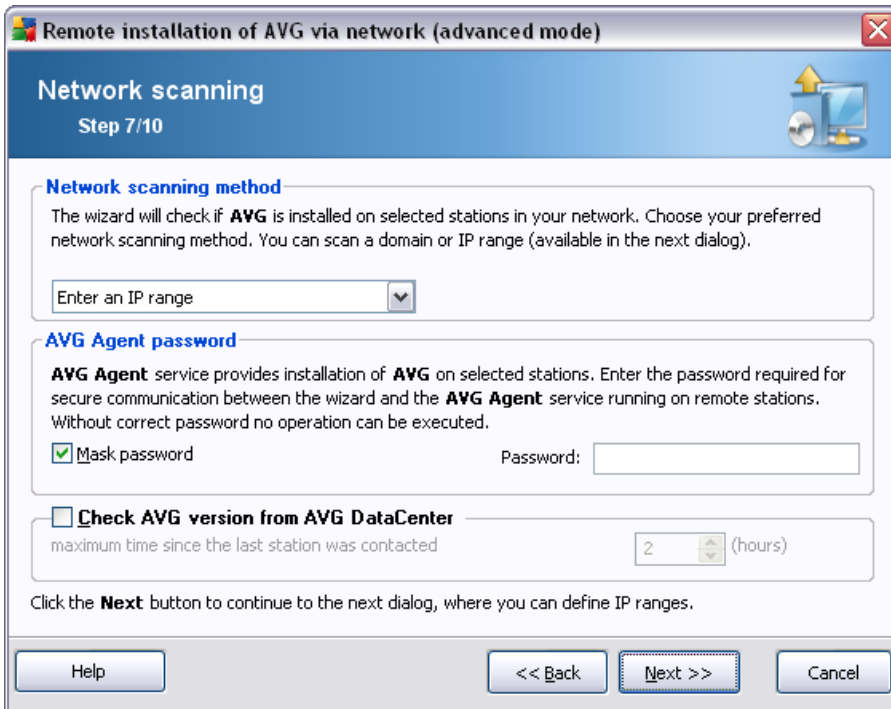 Remote installation of AVG via network (advanced mode)
Network scanning
Step 7/10
Network scanning method
The wizard will check if AVG is installed on selected stations in your network. Choose your preferred
network scanning method. You can scan a domain or IP range (available in the next dialog).
Enter an IP range
AVG Agent password
AVG Agent service provides installation of AVG on selected stations. Enter the password required for
secure communication between the wizard and the AVG Agent service running on remote stations.
Without correct password no operation can be executed.
Mask password Password:
Check AVG version from AVG DataCenter
maximum time since the last station was contacted 2 (hours)
Click the Next button to continue to the next dialog, where you can define IP ranges.
Help << Back Next >> Cancel